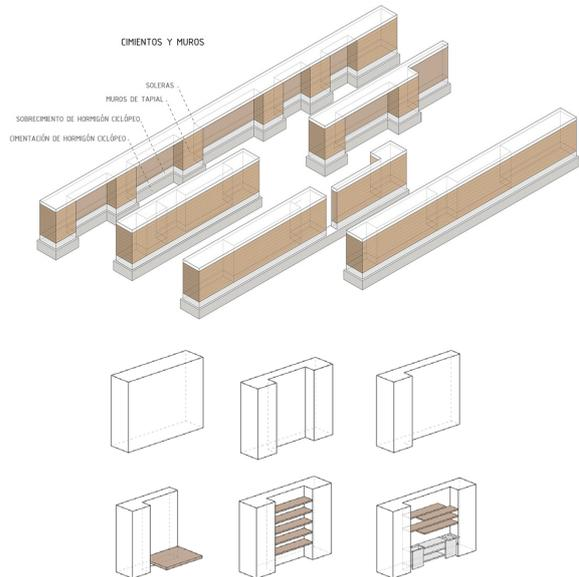 CIMIENTOS Y MUROS
SOLERAS
MUROS DE TAPIAL
SOBRECIMIENTO DE HORMIGÓN CICLÓPEO
CIMENTACIÓN DE HORMIGÓN CICLÓPEO